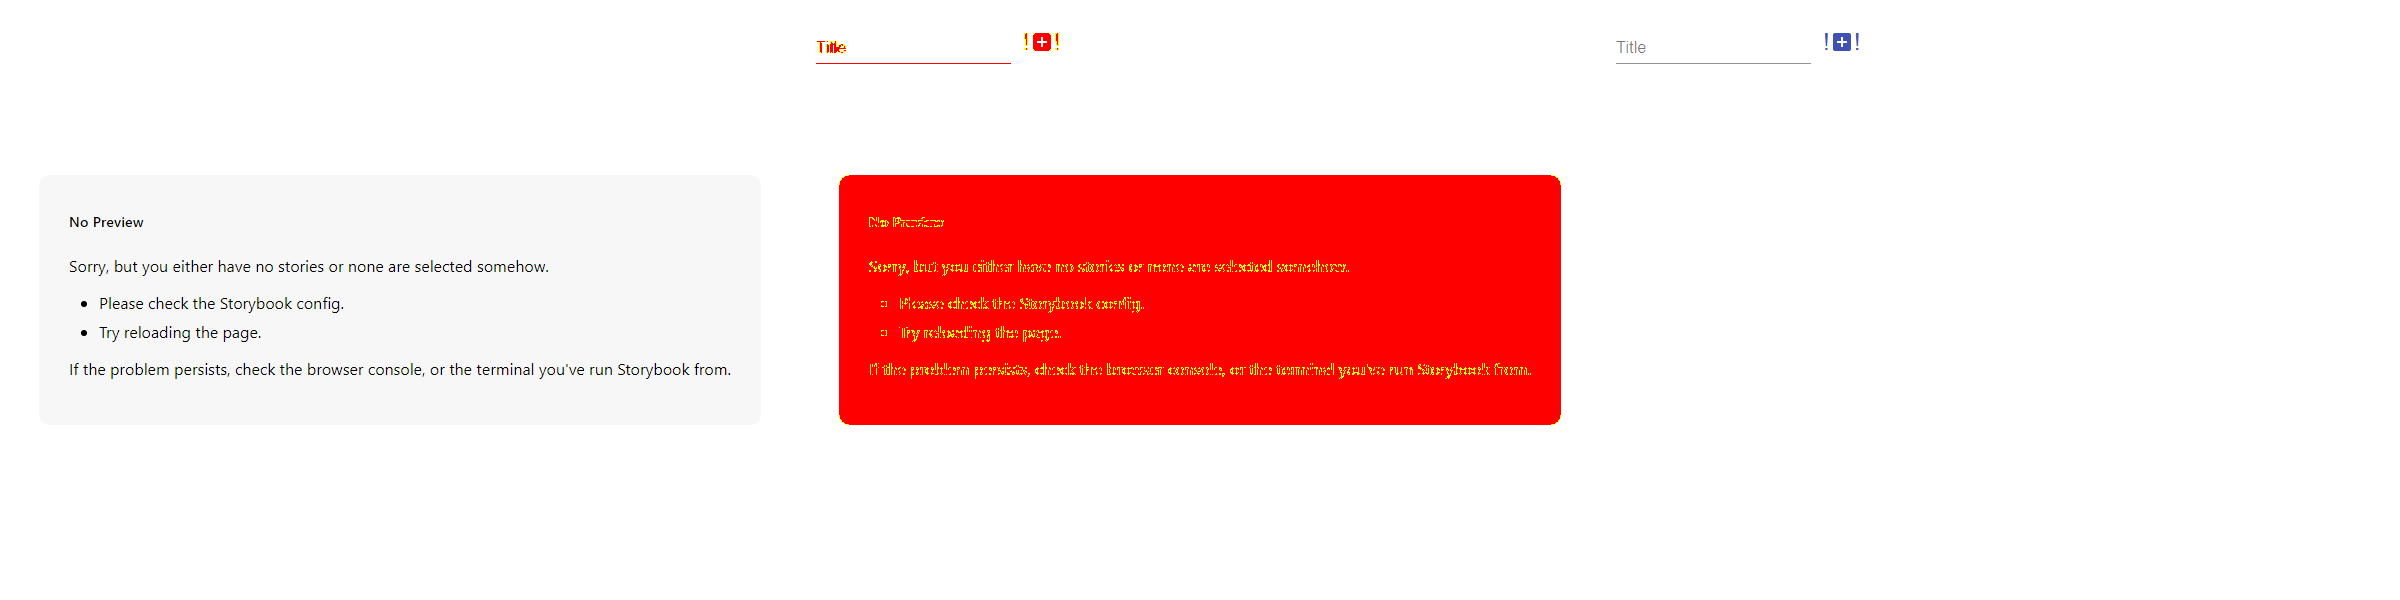 Title !+!
Title !+!
No Preview
Sorry, but you either have no stories or none are selected somehow.
• Please check the Storybook config.
• Try reloading the page.
If the problem persists, check the browser console, or the terminal you've run Storybook from.
No Preview
Sorry, but you either have no stories or none are selected somehow.
Please check the Storybook config.
Try reloading the page.
If the problem persists, check the browser console, or the terminal you've run Storybook from.